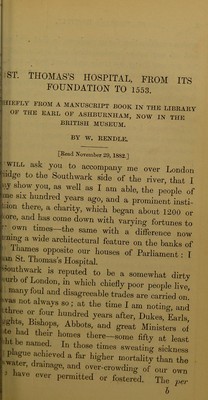 ST. THOMAS'S HOSPITAL, FROM ITS
FOUNDATION TO 1553.
CHIEFLY FROM A MANUSCRIPT BOOK IN THE LIBRARY
OF THE EARL OF ASHBURNHAM, NOW IN THE
BRITISH MUSEUM.
BY W. RENDLE.
[Read November 29, 1882.]
WILL ask you to accompany me over London
idge to the Southwark side of the river, that I
ay show you, as well as I am able, the people of
me six hundred years ago, and a prominent insti-
tion there, a charity, which began about 1200 or
ore, and has come down with varying fortunes to
own times—the same with a difference now
ning a wide architectural feature on the banks of
Thames opposite our houses of Parliament: I
an St. Thomas's Hospital.
Southwark is reputed to be a somewhat dirty
urb of London, in which chiefly poor people live,
many foul and disagreeable trades are carried on.
was not always so; at the time I am noting, and
three or four hundred years after, Dukes, Earls,
ghts, Bishops, Abbots, and great Ministers of
te had their homes there—some fifty at least
ht be named. In those times sweating sickness
plague achieved a far higher mortality than the
water, drainage, and over-crowding of our own
s have ever permitted or fostered. The per
b